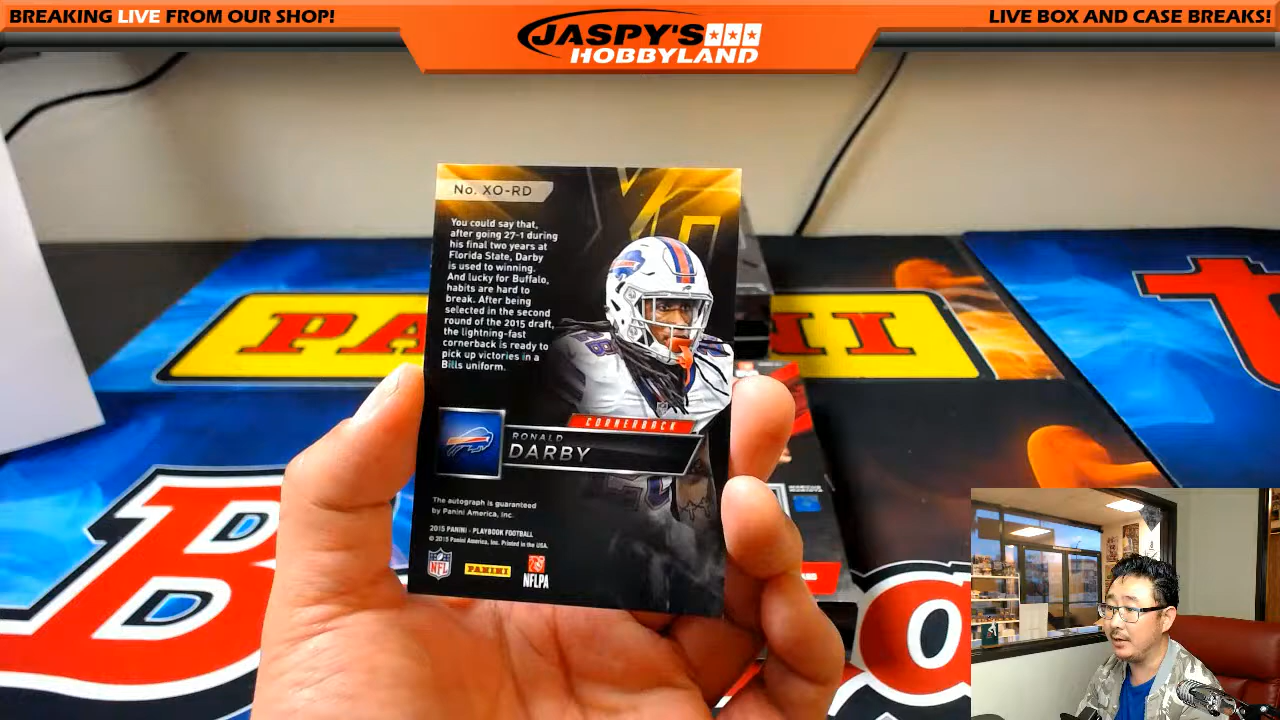 BREAKING LIVE FROM OUR SHOP!
JASPY'S
HOBBYLAND
LIVE BOX AND CASE BREAKS!
No. XO-RD
You could say that,
after going 27-1 during
his final two years at
Florida State, Darby
is used to winning.
And lucky for Buffalo,
habits are hard to
break. After being
selected in the second
round of the 2015 draft,
the lightning-fast
cornerback is ready to
pick up victories in a
Bills uniform.
CORNERBACK
RONALD
DARBY
The autograph is guaranteed
by Panini America, Inc.
2015 PANINI - PLAYBOOK FOOTBALL
© 2015 Panini America, Inc. Printed in the USA.
NFL
PANINI
NFLPA